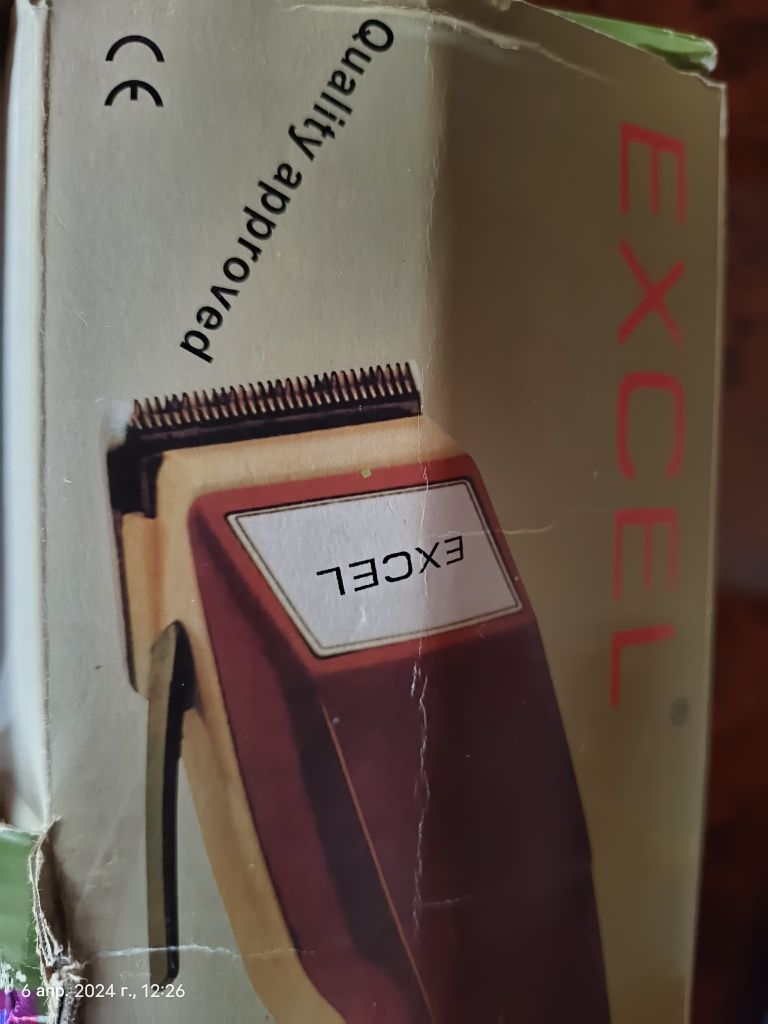 CE
Quality approved
EXCEL
EXCEL
6 апр. 2024 г., 12:26